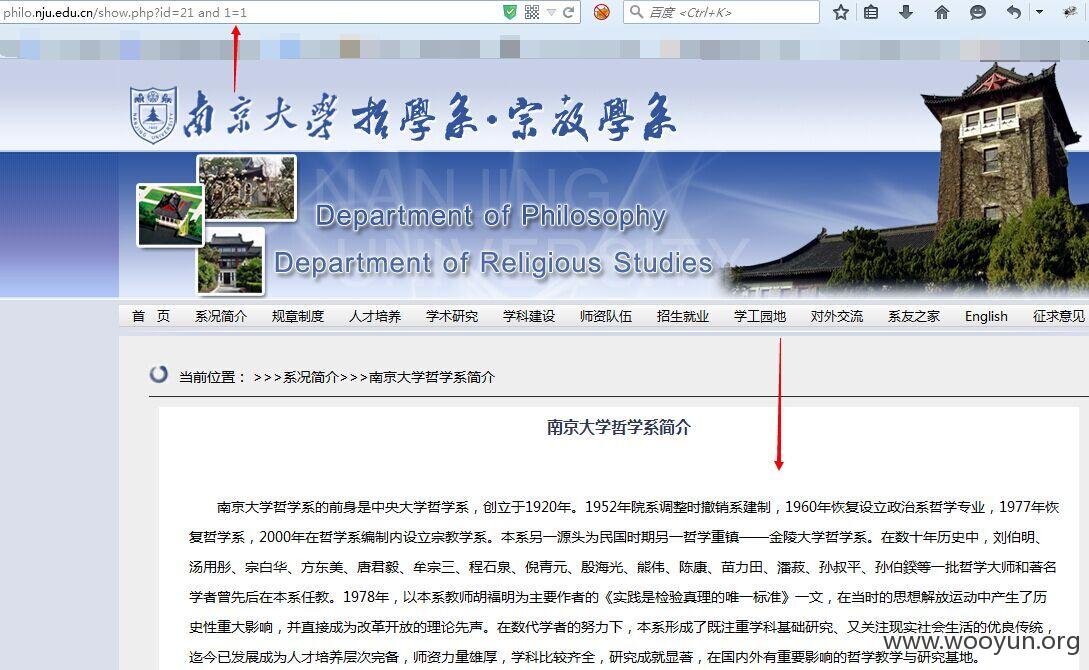 philo.nju.edu.cn/show.php?id=21 and 1=1
百度 <Ctrl+K>
南京大學哲學系·宗教學系
NANJING UNIVERSITY
Department of Philosophy
Department of Religious Studies
首 页 系况简介 规章制度 人才培养 学术研究 学科建设 师资队伍 招生就业 学工园地 对外交流 系友之家 English 征求意见
当前位置： >>>系况简介>>>南京大学哲学系简介
南京大学哲学系简介
南京大学哲学系的前身是中央大学哲学系，创立于1920年。1952年院系调整时撤销系建制，1960年恢复设立政治系哲学专业，1977年恢
复哲学系，2000年在哲学系编制内设立宗教学系。本系另一源头为民国时期另一哲学重镇——金陵大学哲学系。在数十年历史中，刘伯明、
汤用彤、宗白华、方东美、唐君毅、牟宗三、程石泉、倪青元、殷海光、熊伟、陈康、苗力田、潘菽、孙叔平、孙伯鍨等一批哲学大师和著名
学者曾先后在本系任教。1978年，以本系教师胡福明为主要作者的《实践是检验真理的唯一标准》一文，在当时的思想解放运动中产生了历
史性重大影响，并直接成为改革开放的理论先声。在数代学者的努力下，本系形成了既注重学科基础研究、又关注现实社会生活的优良传统，
迄今已发展成为人才培养层次完备，师资力量雄厚，学科比较齐全，研究成就显著，在国内外有重要影响的哲学教学与研究基地。
www.wooyun.org